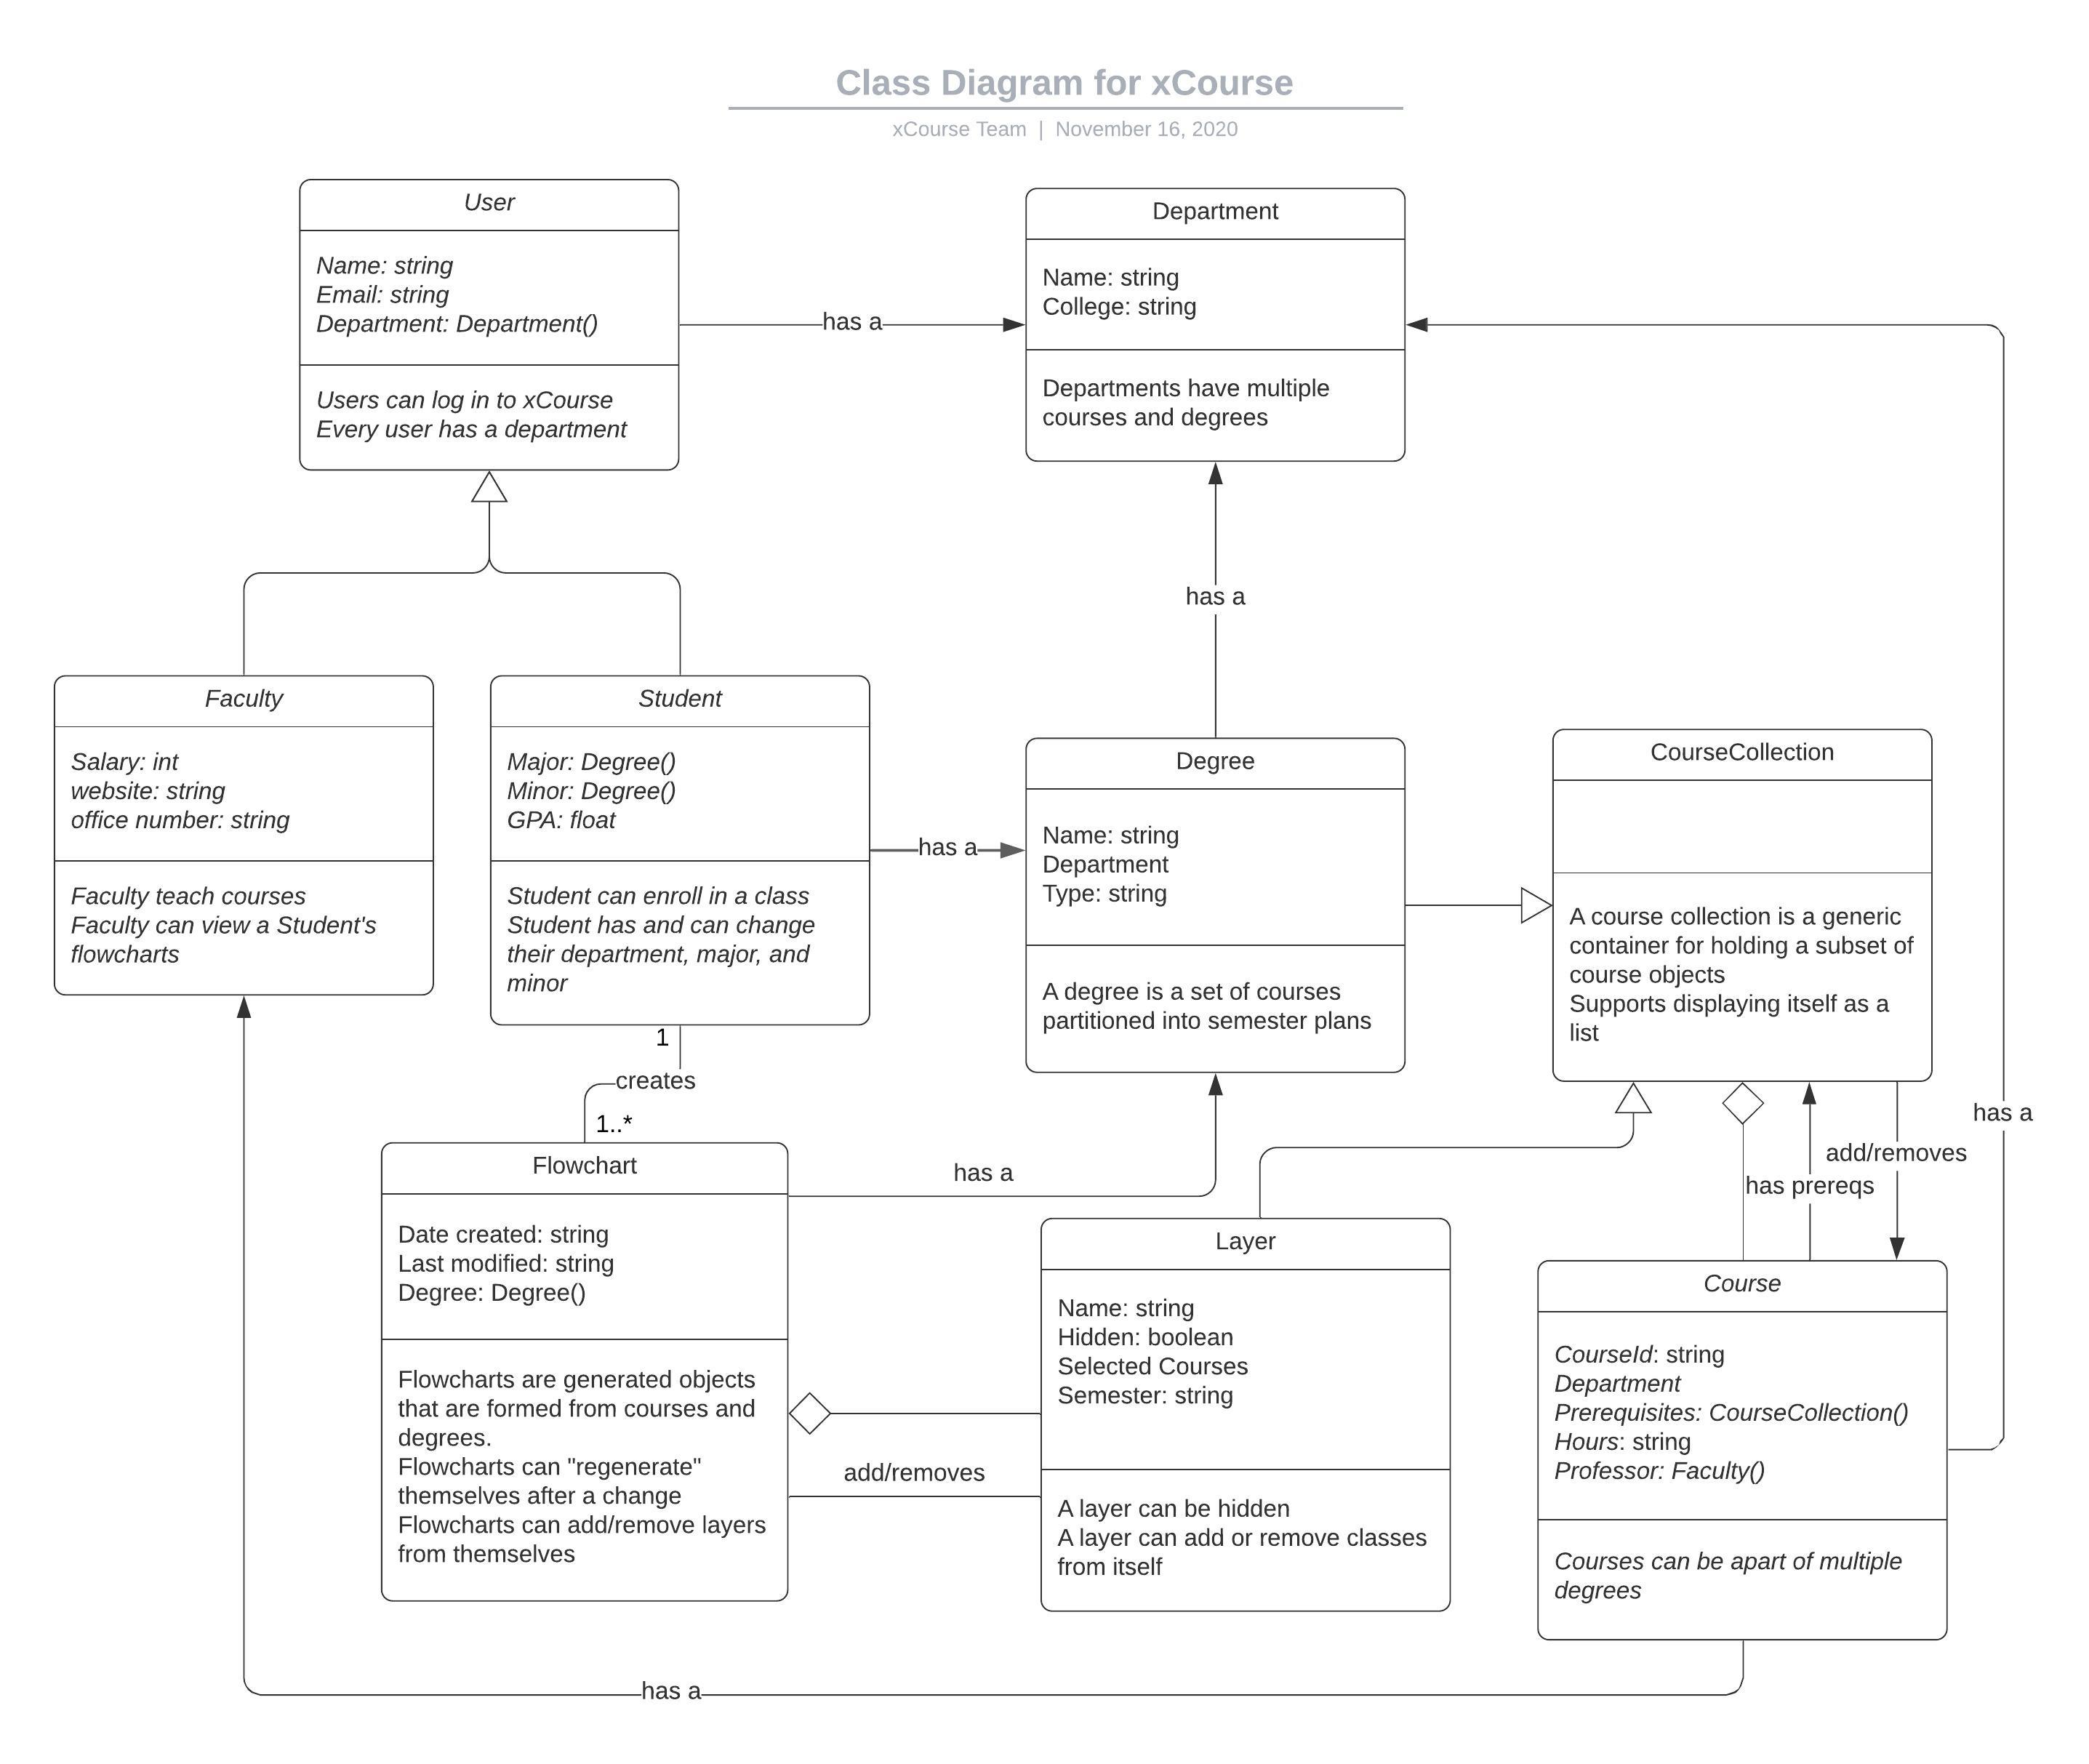 Class Diagram for xCourse
xCourse Team | November 16, 2020
User
Name: string
Email: string
Department: Department()
Users can log in to xCourse
Every user has a department
has a
Department
Name: string
College: string
Departments have multiple
courses and degrees
has a
Faculty
Salary: int
website: string
office number: string
Faculty teach courses
Faculty can view a Student's
flowcharts
Student
Major: Degree()
Minor: Degree()
GPA: float
Student can enroll in a class
Student has and can change
their department, major, and
minor
has a
Degree
Name: string
Department
Type: string
A degree is a set of courses
partitioned into semester plans
CourseCollection
A course collection is a generic
container for holding a subset of
course objects
Supports displaying itself as a
list
1
creates
1..*
has a
has a
add/removes
has prereqs
Flowchart
Date created: string
Last modified: string
Degree: Degree()
Flowcharts are generated objects
that are formed from courses and
degrees.
Flowcharts can "regenerate"
themselves after a change
Flowcharts can add/remove layers
from themselves
add/removes
Layer
Name: string
Hidden: boolean
Selected Courses
Semester: string
A layer can be hidden
A layer can add or remove classes
from itself
Course
CourseId: string
Department
Prerequisites: CourseCollection()
Hours: string
Professor: Faculty()
Courses can be apart of multiple
degrees
has a